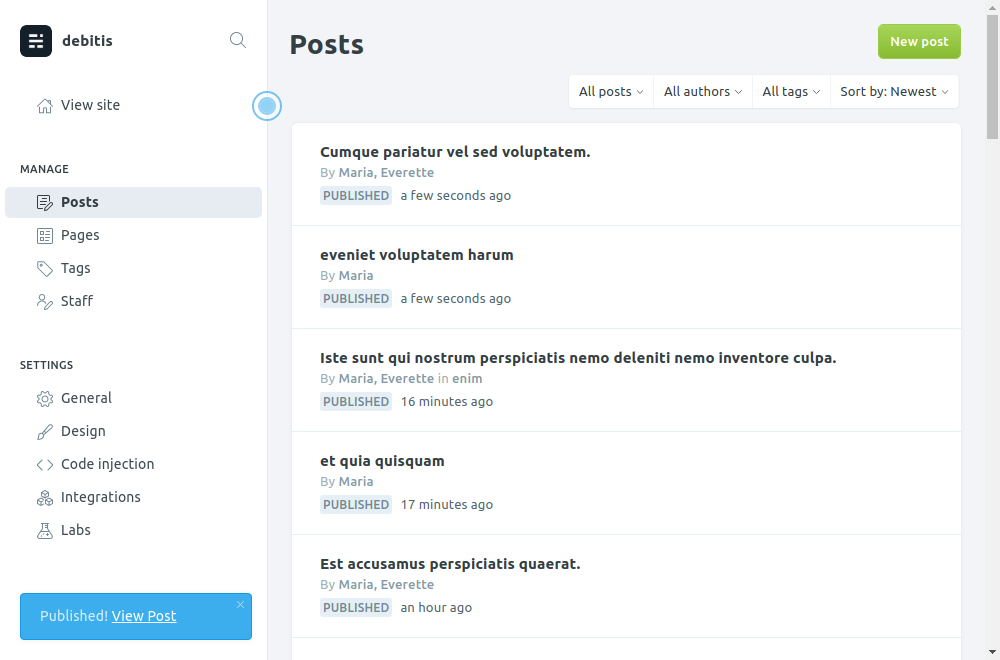 debitis
View site
MANAGE
Posts
Pages
Tags
Staff
SETTINGS
General
Design
Code injection
Integrations
Labs
Published! View Post
Posts
New post
All posts
All authors
All tags
Sort by: Newest
Cumque pariatur vel sed voluptatem.
By Maria, Everette
PUBLISHED a few seconds ago
eveniet voluptatem harum
By Maria
PUBLISHED a few seconds ago
Iste sunt qui nostrum perspiciatis nemo deleniti nemo inventore culpa.
By Maria, Everette in enim
PUBLISHED 16 minutes ago
et quia quisquam
By Maria
PUBLISHED 17 minutes ago
Est accusamus perspiciatis quaerat.
By Maria, Everette
PUBLISHED an hour ago